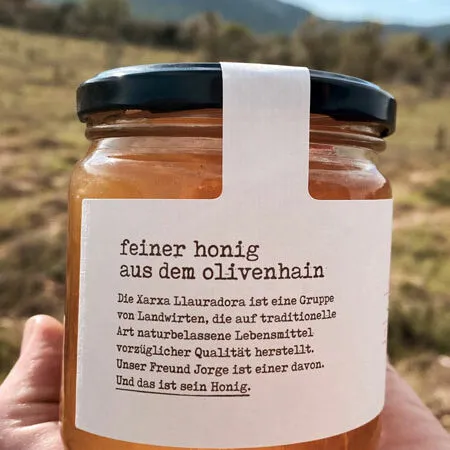 feiner honig
aus dem olivenhain
Die Xarxa Llauradora ist eine Gruppe
von Landwirten, die auf traditionelle
Art naturbelassene Lebensmittel
vorzüglicher Qualität herstellt.
Unser Freund Jorge ist einer davon.
Und das ist sein Honig.